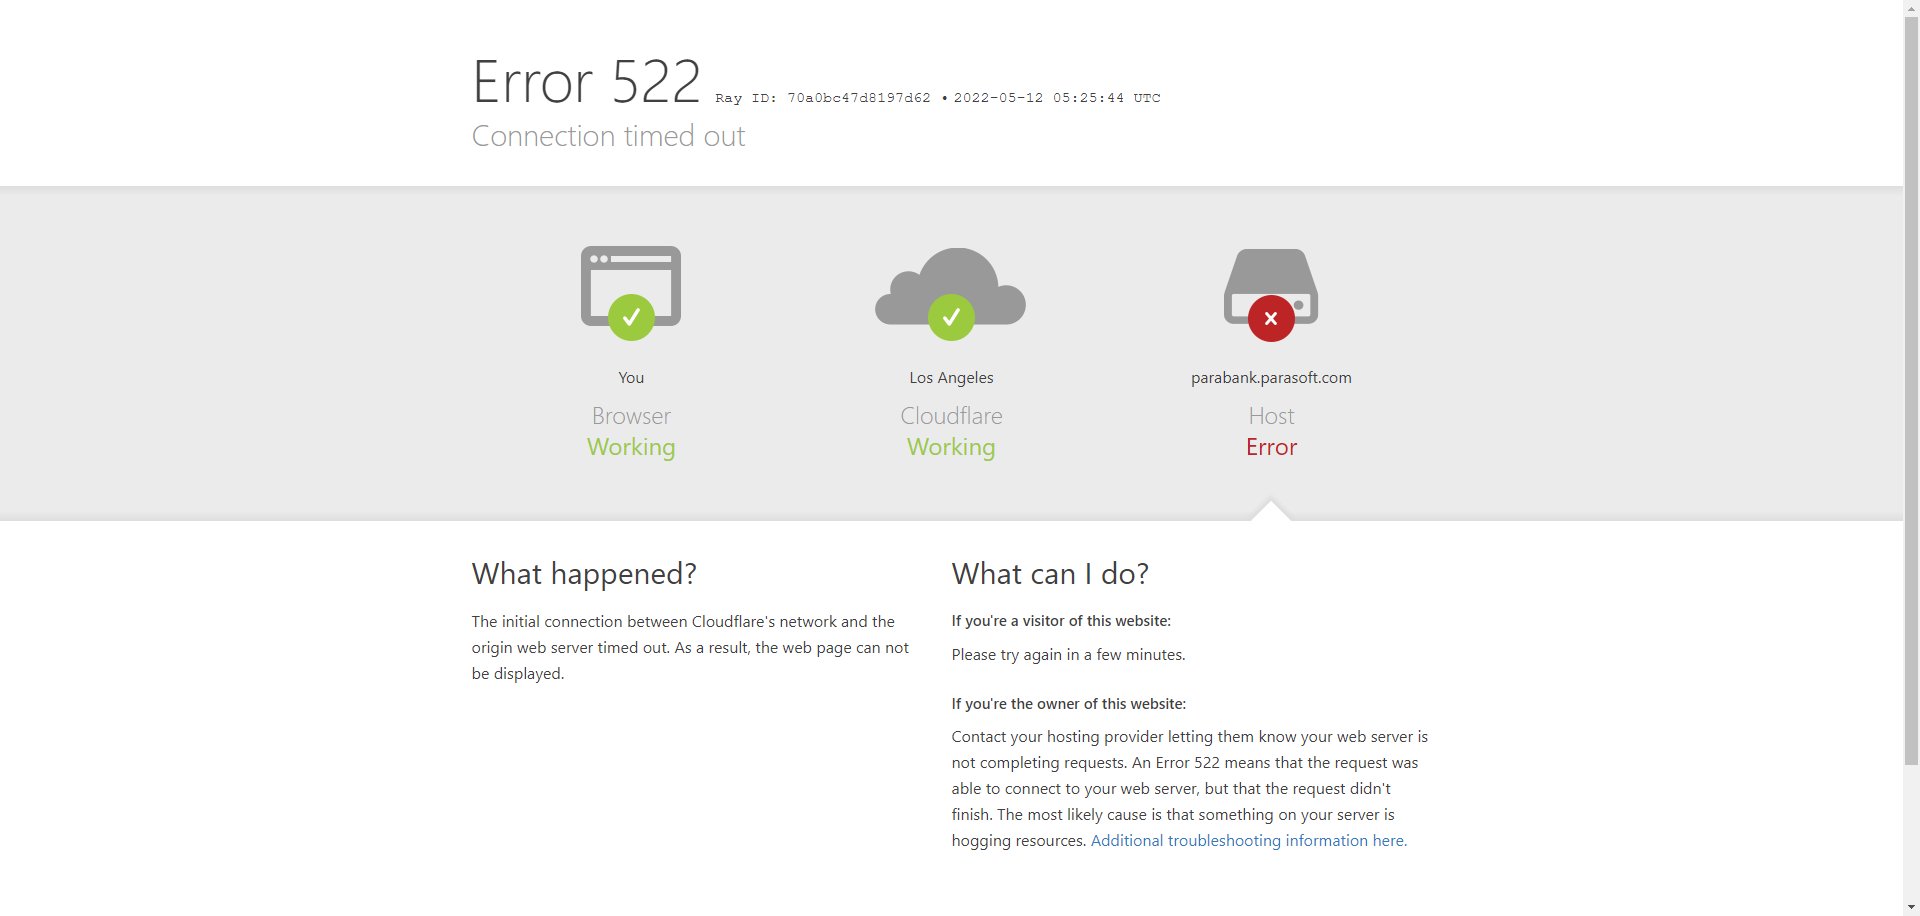 Error 522 Ray ID: 70a0bc47d8197d62 • 2022-05-12 05:25:44 UTC
Connection timed out
You
Browser
Working
Los Angeles
Cloudflare
Working
parabank.parasoft.com
Host
Error
What happened?
The initial connection between Cloudflare's network and the
origin web server timed out. As a result, the web page can not
be displayed.
What can I do?
If you're a visitor of this website:
Please try again in a few minutes.
If you're the owner of this website:
Contact your hosting provider letting them know your web server is
not completing requests. An Error 522 means that the request was
able to connect to your web server, but that the request didn't
finish. The most likely cause is that something on your server is
hogging resources. Additional troubleshooting information here.